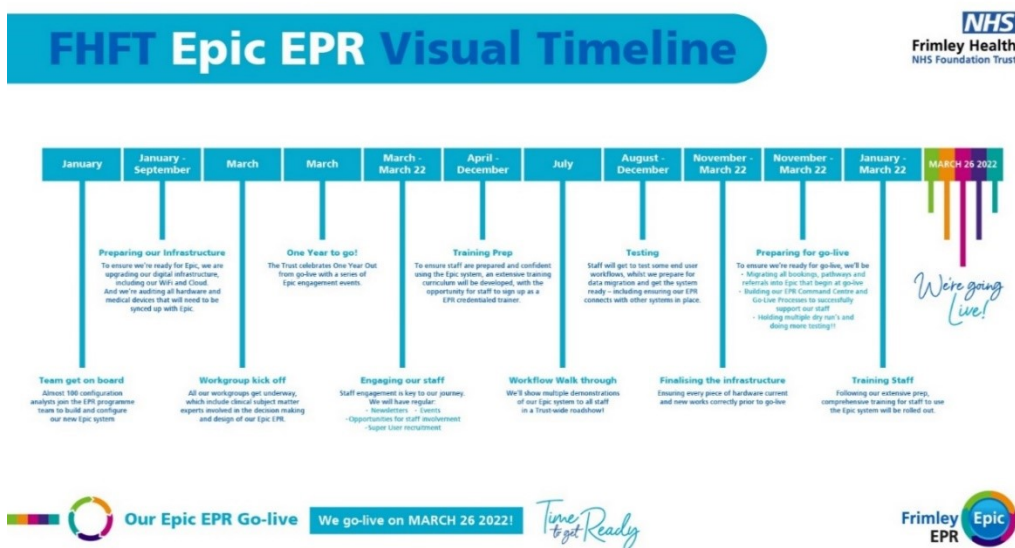 FHFT Epic EPR Visual Timeline
NHS
Frimley Health
NHS Foundation Trust
January
January -
September
March
March
March -
March 22
April -
December
July
August -
December
November -
March 22
November -
March 22
January -
March 22
MARCH 26 2022
Preparing our Infrastructure
To ensure we're ready for Epic, we are
upgrading our digital infrastruture,
including our WiFi and Cloud.
And we're auditing all hardware and
medical devices that will need to be
synced up with Epic.
One Year to go!
The Trust celebrates One Year Out
from go-live with a series of
Epic engagement events.
Training Prep
To ensure staff are prepared and confident
using the Epic system, an extensive training
curriculum will be developed, with the
opportunity for staff to sign up as a
EPR credentialed trainer.
Testing
Staff will get to test some end user
workflows, whilst we prepare for
data migration and get the system
ready – including ensuring our EPR
connects with other systems in place.
Preparing for go-live
To ensure we're ready for go-live, we'll be
- Migrating all bookings, pathways and
referrals into Epic that begin at go-live
- Building our EPR Command Centre and
Go-Live Processes to successfully
support our staff
- Holding multiple dry run's and
doing more testing!!
We're going
Live!
Team get on board
Almost 100 configuration
analysts join the EPR programme
team to build and configure
our new Epic system
Workgroup kick off
All our workgroups get underway,
which include clinical subject matter
experts involved in the decision making
and design of our Epic EPR.
Engaging our staff
Staff engagement is key to our journey.
We will have regular:
- Newsletters - Events
-Opportunities for staff involvement
-Super User recruitment
Workflow Walk through
We'll show multiple demonstrations
of our Epic system to all staff
in a Trust-wide roadshow!
Finalising the infrastructure
Ensuring every piece of hardware current
and new works correctly prior to go-live
Training Staff
Following our extensive prep,
comprehensive training for staff to use
the Epic system will be rolled out.
Our Epic EPR Go-live
We go-live on MARCH 26 2022!
Time
to get Ready
Frimley
EPR
Epic